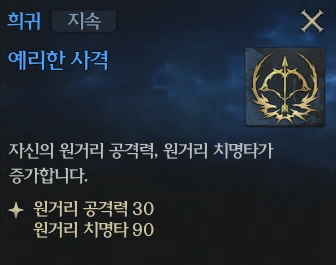 희귀 지속
예리한 사격
자신의 원거리 공격력, 원거리 치명타가
증가합니다.
원거리 공격력 30
원거리 치명타 90